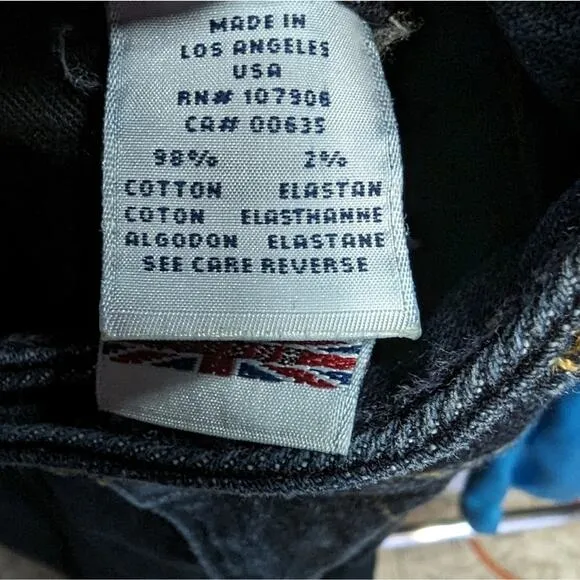 MADE IN
LOS ANGELES
USA
RN# 107906
CA# 00635
98% 2%
COTTON ELASTAN
COTON ELASTHANNE
ALGODON ELASTANE
SEE CARE REVERSE